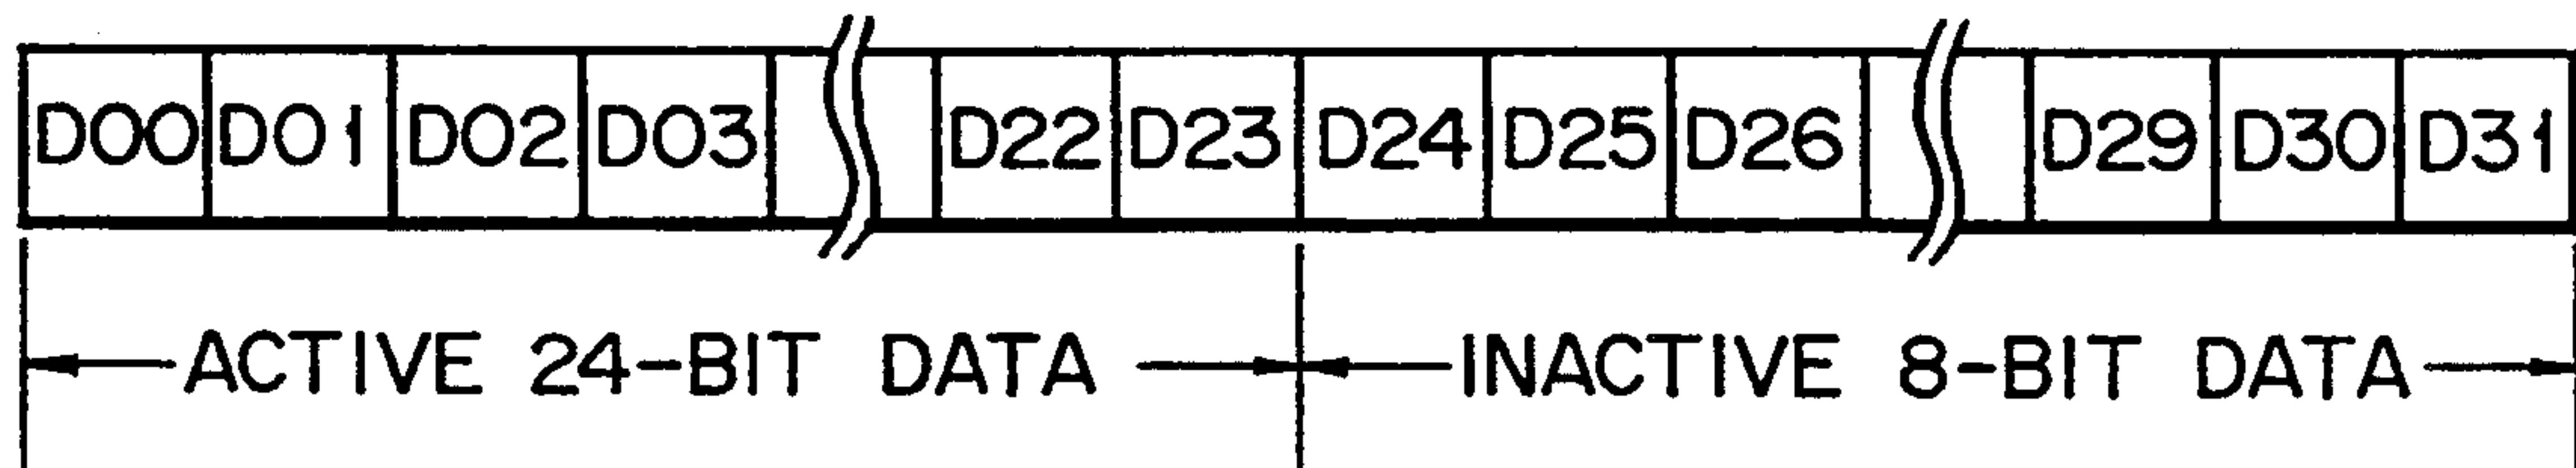 D00 D01 D02 D03 D22 D23 D24 D25 D26 D29 D30 D31
ACTIVE 24-BIT DATA INACTIVE 8-BIT DATA